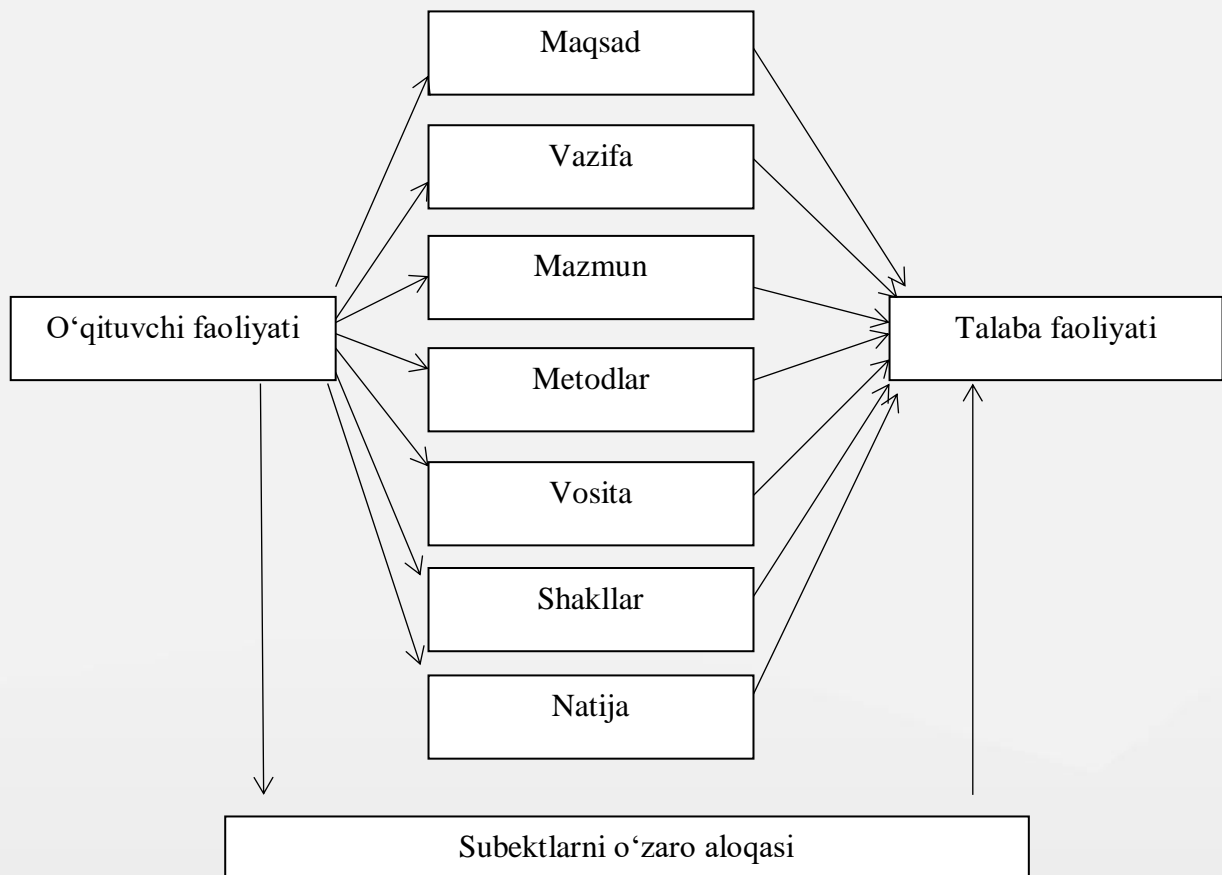 Maqsad
Vazifa
Mazmun
O‘qituvchi faoliyati
Talaba faoliyati
Metodlar
Vosita
Shakllar
Natija
Subektlarni o‘zaro aloqasi